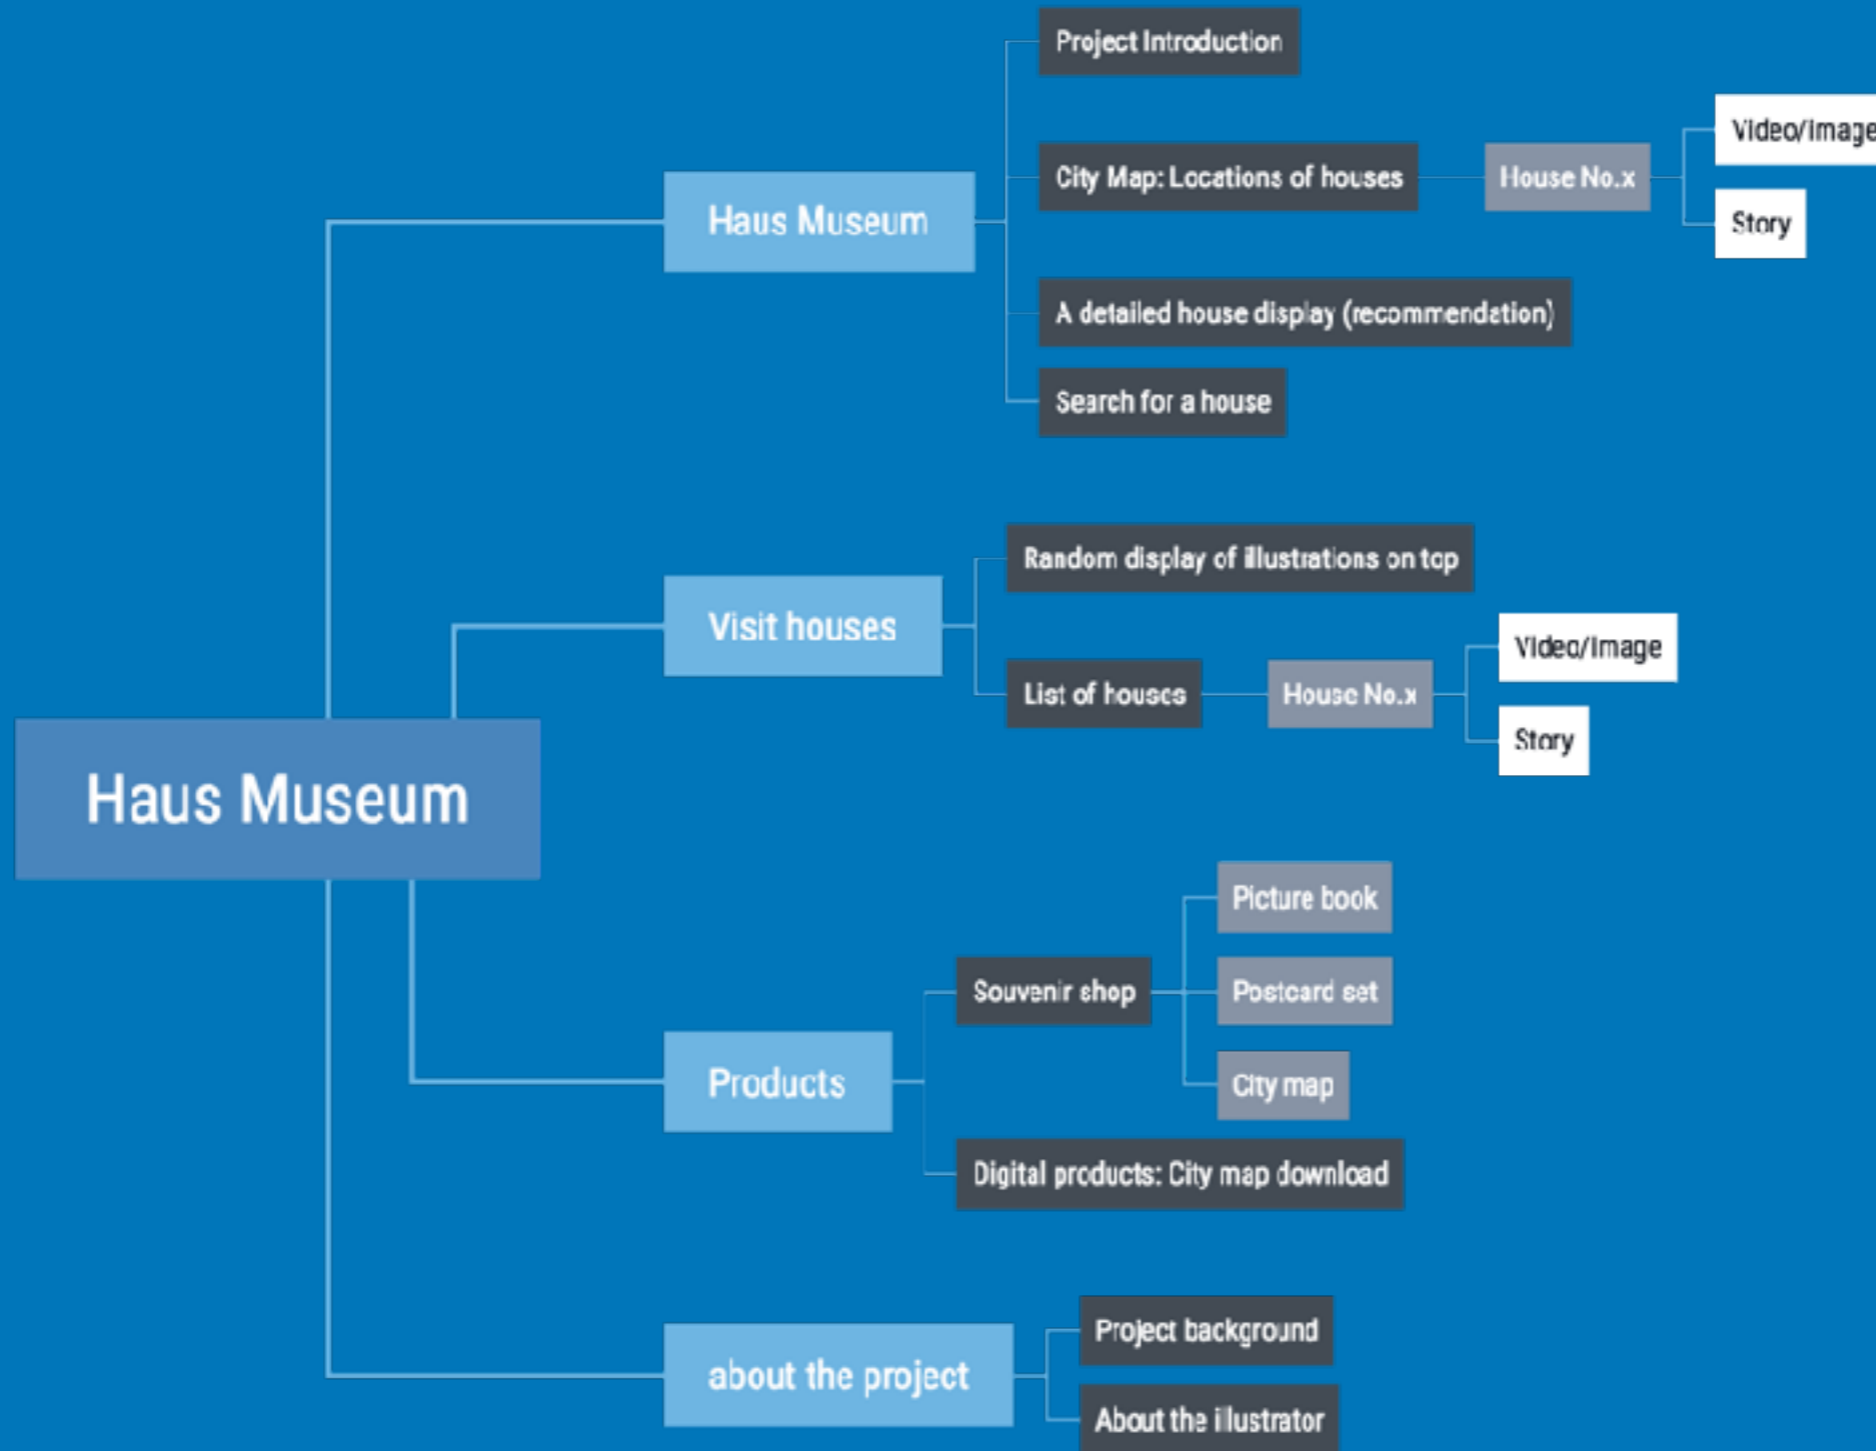 Project Introduction
Video/Image
City Map: Locations of houses
House No.x
Haus Museum
Story
A detailed house display (recommendation)
Search for a house
Random display of illustrations on top
Visit houses
Video/Image
List of houses
House No.x
Story
Haus Museum
Picture book
Souvenir shop
Postcard set
Products
City map
Digital products: City map download
Project background
about the project
About the illustrator